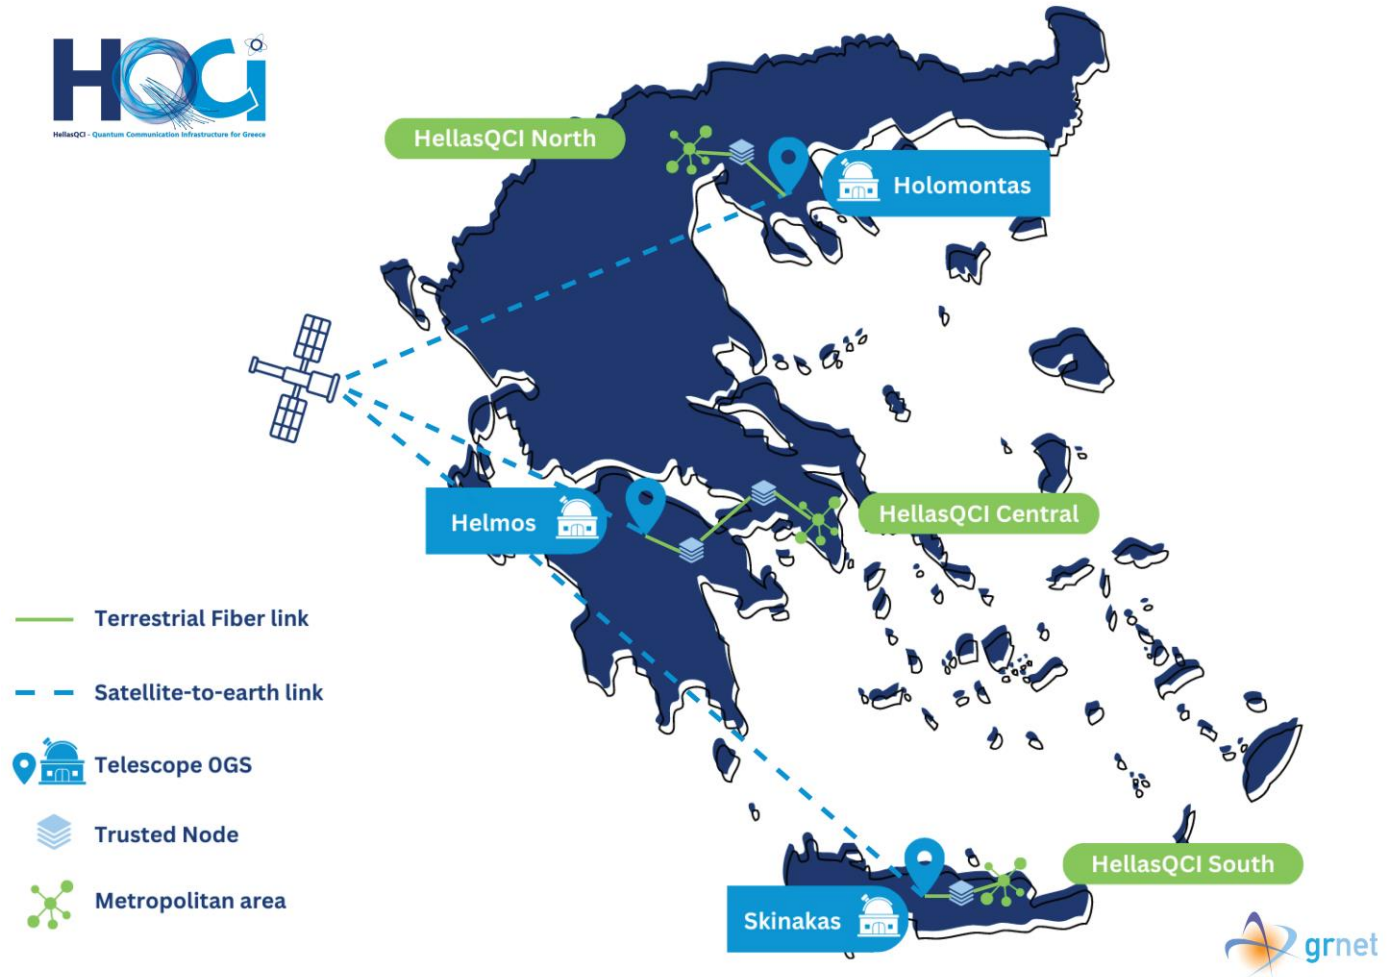 HQCi
HellasQCI – Quantum Communication Infrastructure for Greece
HellasQCI North
Holomontas
Helmos
HellasQCI Central
Terrestrial Fiber link
Satellite-to-earth link
Telescope OGS
Trusted Node
Metropolitan area
HellasQCI South
Skinakas
grnet